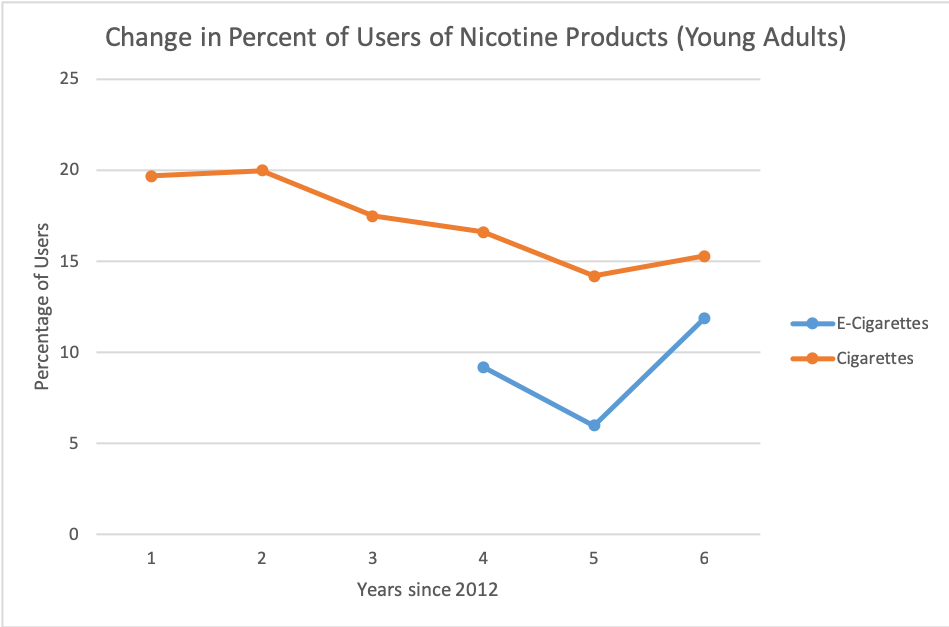 Change in Percent of Users of Nicotine Products (Young Adults)
25
20
15
10
5
0
Percentage of Users
1 2 3 4 5 6
Years since 2012
E-Cigarettes
Cigarettes